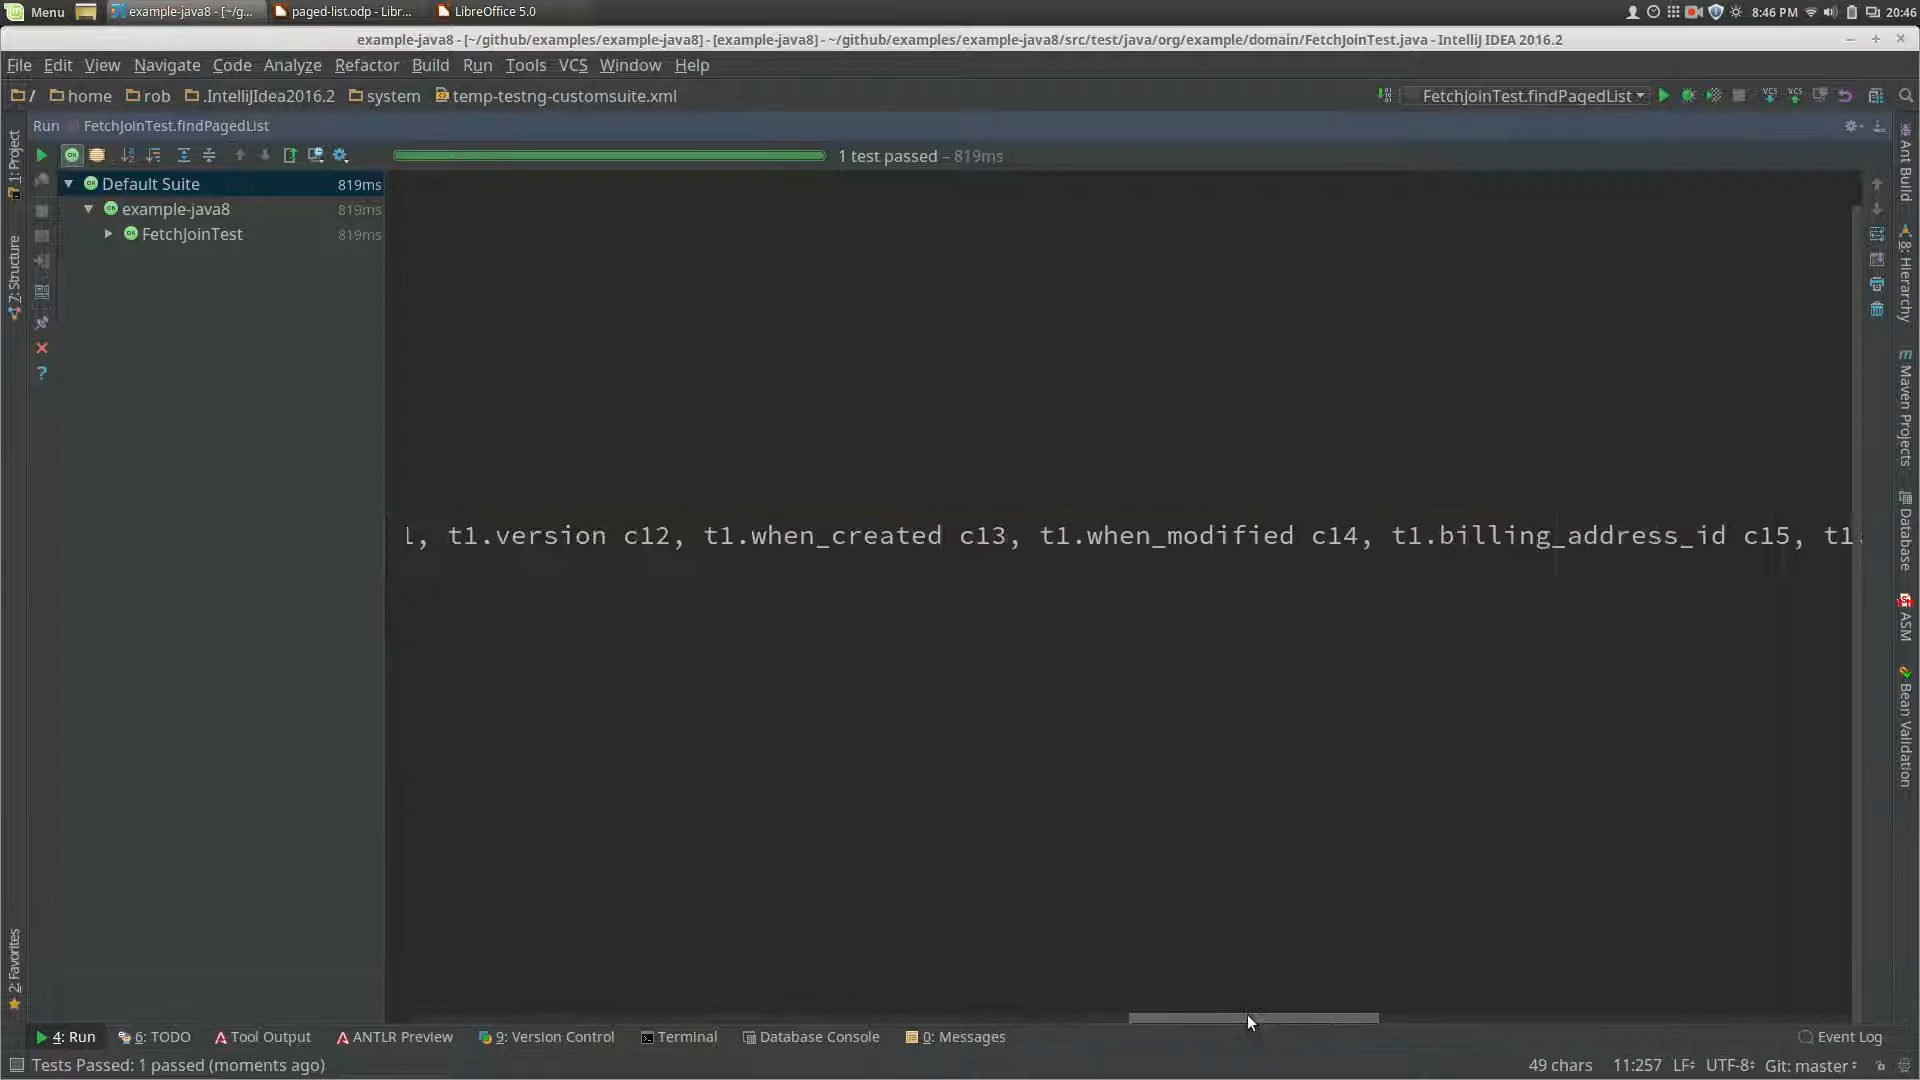 Menu example-java8 - [~/g... paged-list.odp - Libr... LibreOffice 5.0 8:46 PM 20:46
example-java8 - [~/github/examples/example-java8] - [example-java8] - ~/github/examples/example-java8/src/test/java/org/example/domain/FetchJoinTest.java - IntelliJ IDEA 2016.2
File Edit View Navigate Code Analyze Refactor Build Run Tools VCS Window Help
/ home rob .IntelliJIdea2016.2 system temp-testng-customsuite.xml FetchJoinTest.findPagedList VCS VCS
Run FetchJoinTest.findPagedList
1 test passed – 819ms
Default Suite 819ms
example-java8 819ms
FetchJoinTest 819ms
1: Project
7: Structure
2: Favorites
, t1.version c12, t1.when_created c13, t1.when_modified c14, t1.billing_address_id c15, t1
Ant Build
8: Hierarchy
Maven Projects
Database
ASM
Bean Validation
4: Run 6: TODO Tool Output ANTLR Preview 9: Version Control Terminal Database Console 0: Messages Event Log
Tests Passed: 1 passed (moments ago) 49 chars 11:257 LF UTF-8 Git: master